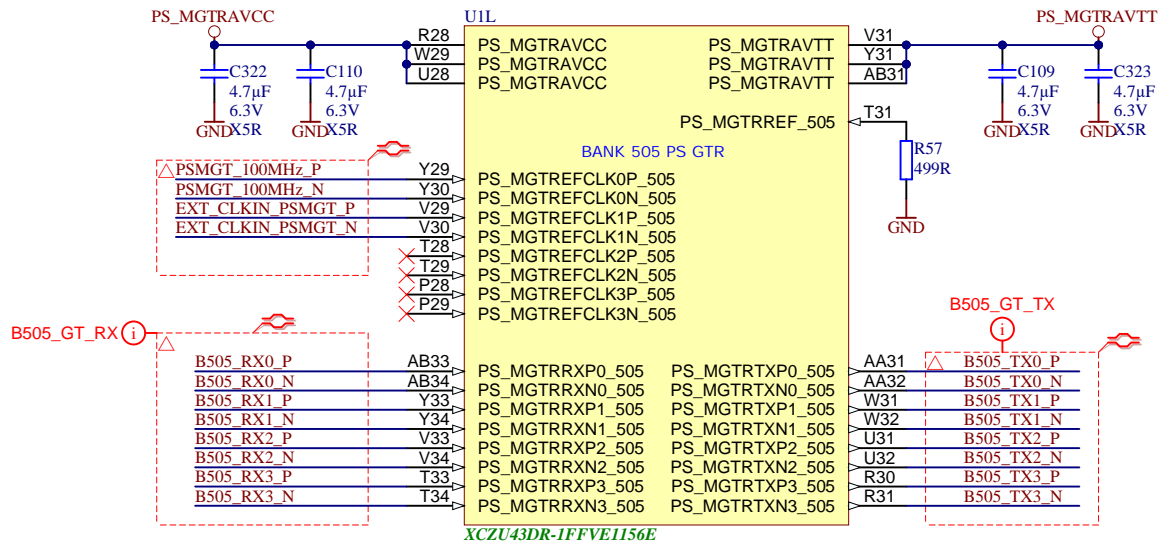 PS_MGTRAVCC U1L PS_MGTRAVTT
R28 PS_MGTRAVCC PS_MGTRAVTT V31
W29 PS_MGTRAVCC PS_MGTRAVTT Y31
U28 PS_MGTRAVCC PS_MGTRAVTT AB31
C322 C110 C109 C323
4.7µF 4.7µF 4.7µF 4.7µF
6.3V 6.3V 6.3V 6.3V
X5R X5R X5R X5R
GND GND GND GND
PS_MGTRREF_505 T31
R57
499R
GND
BANK 505 PS GTR
PSMGT_100MHz_P Y29 PS_MGTREFCLK0P_505
PSMGT_100MHz_N Y30 PS_MGTREFCLK0N_505
EXT_CLKIN_PSMGT_P V29 PS_MGTREFCLK1P_505
EXT_CLKIN_PSMGT_N V30 PS_MGTREFCLK1N_505
T28 PS_MGTREFCLK2P_505
T29 PS_MGTREFCLK2N_505
P28 PS_MGTREFCLK3P_505
P29 PS_MGTREFCLK3N_505
B505_GT_RX i
B505_GT_TX
i
B505_RX0_P AB33 PS_MGTRRXP0_505 PS_MGTRTXP0_505 AA31 B505_TX0_P
B505_RX0_N AB34 PS_MGTRRXN0_505 PS_MGTRTXN0_505 AA32 B505_TX0_N
B505_RX1_P Y33 PS_MGTRRXP1_505 PS_MGTRTXP1_505 W31 B505_TX1_P
B505_RX1_N Y34 PS_MGTRRXN1_505 PS_MGTRTXN1_505 W32 B505_TX1_N
B505_RX2_P V33 PS_MGTRRXP2_505 PS_MGTRTXP2_505 U31 B505_TX2_P
B505_RX2_N V34 PS_MGTRRXN2_505 PS_MGTRTXN2_505 U32 B505_TX2_N
B505_RX3_P T33 PS_MGTRRXP3_505 PS_MGTRTXP3_505 R30 B505_TX3_P
B505_RX3_N T34 PS_MGTRRXN3_505 PS_MGTRTXN3_505 R31 B505_TX3_N
XCZU43DR-1FFVE1156E